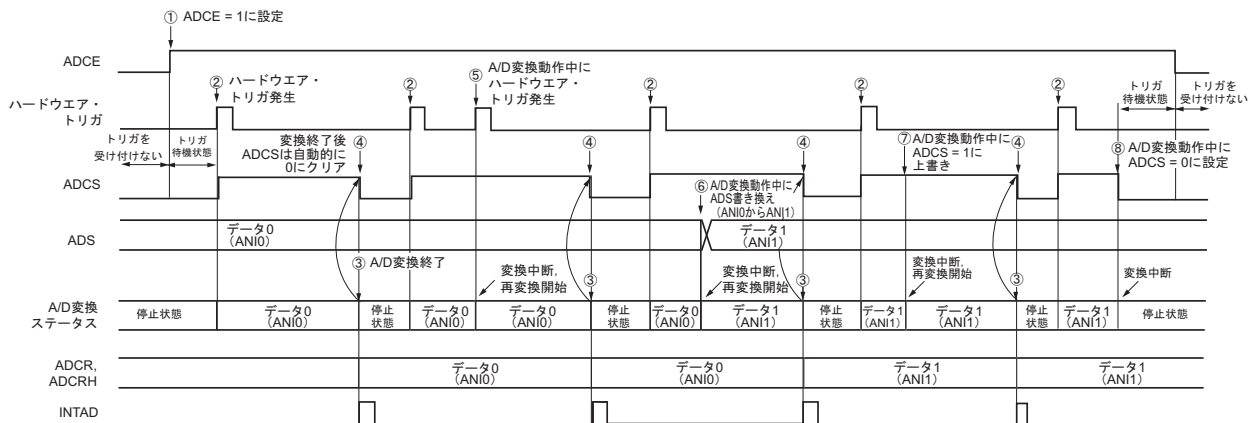 ① ADCE = 1に設定
ADCE
② ハードウエア・
トリガ発生
②
⑤ A/D変換動作中に
ハードウエア・
トリガ発生
②
②
②
トリガ
待機状態
トリガを
受け付けない
ハードウエア・
トリガ
トリガを
受け付けない
トリガ
待機状態
変換終了後
ADCSは自動的に
0にクリア
④
④
④
⑦ A/D変換動作中に
ADCS = 1に
上書き
④
⑧ A/D変換動作中に
ADCS = 0に設定
ADCS
⑥ A/D変換動作中に
ADS書き換え
(ANI0からANI1)
ADS
データ0
(ANI0)
データ1
(ANI1)
③ A/D変換終了
変換中断,
再変換開始
③
変換中断,
再変換開始
③
変換中断,
再変換開始
③
変換中断
A/D変換
ステータス
停止状態
データ0
(ANI0)
停止
状態
データ0
(ANI0)
データ0
(ANI0)
停止
状態
データ0
(ANI0)
データ1
(ANI1)
停止
状態
データ1
(ANI1)
データ1
(ANI1)
停止
状態
データ1
(ANI1)
停止状態
ADCR,
ADCRH
データ0
(ANI0)
データ0
(ANI0)
データ1
(ANI1)
データ1
(ANI1)
INTAD